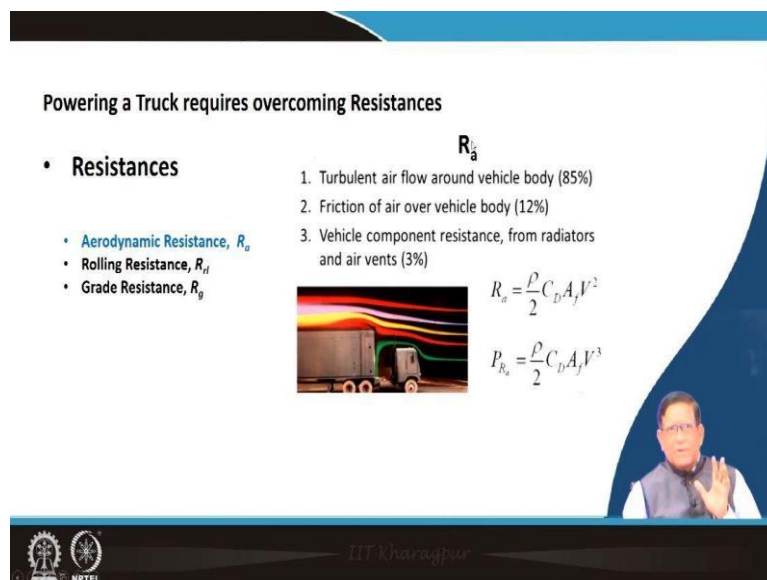 Powering a Truck requires overcoming Resistances
• Resistances
• Aerodynamic Resistance, Rₐ
• Rolling Resistance, Rᵣₗ
• Grade Resistance, R_g
Rₐ
1. Turbulent air flow around vehicle body (85%)
2. Friction of air over vehicle body (12%)
3. Vehicle component resistance, from radiators
and air vents (3%)
Rₐ = ρ/2 C_D A_f V²
P_{Rₐ} = ρ/2 C_D A_f V³
IIT Kharagpur
NPTEL